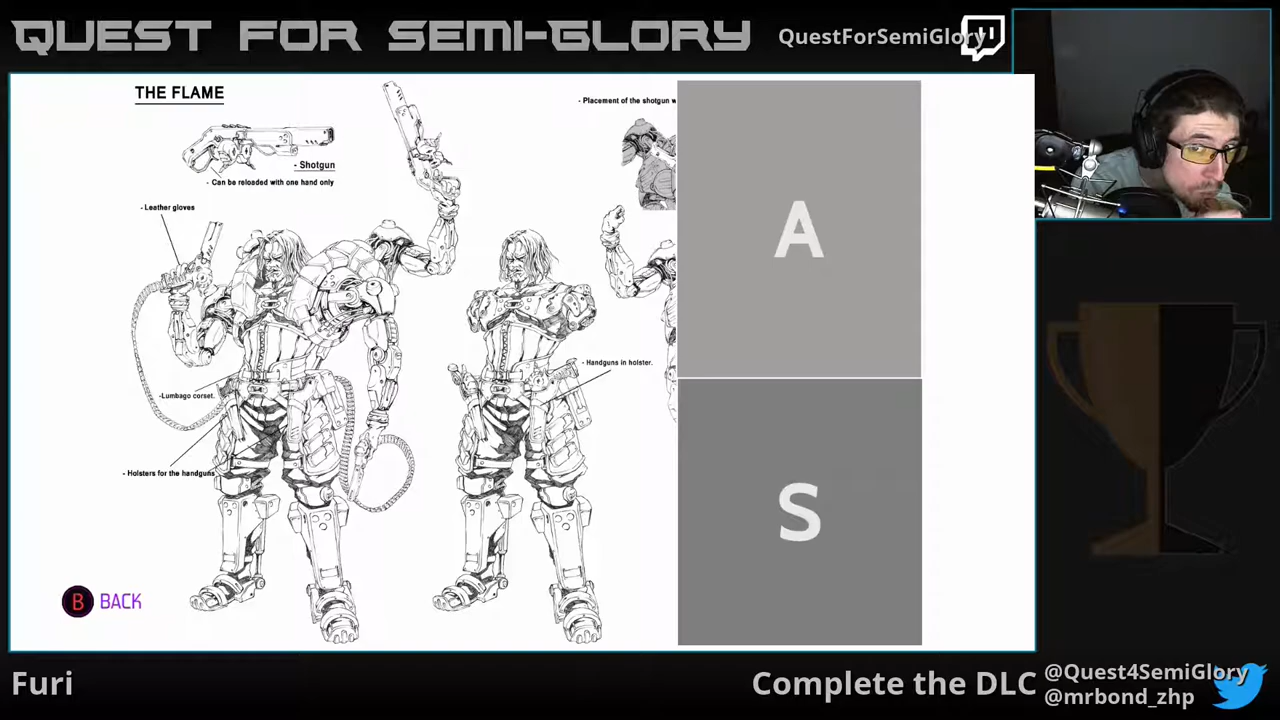 QUEST FOR SEMI-GLORY
QuestForSemiGlory
THE FLAME
- Placement of the shotgun w
- Shotgun
- Can be reloaded with one hand only
- Leather gloves
A
- Handguns in holster.
-Lumbago corset.
- Holsters for the handguns
S
B BACK
Furi
Complete the DLC
@Quest4SemiGlory
@mrbond_zhp